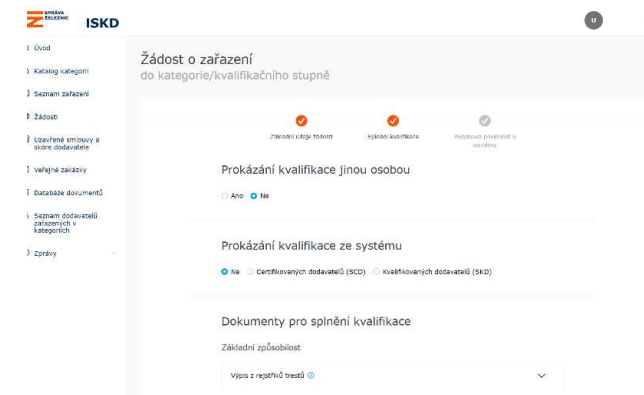 SPRÁVA
ŽELEZNIC
ISKD
U
Úvod
Katalog kategorií
Seznam zařazení
Žádosti
Uzavřené smlouvy a
skóre dodavatele
Veřejné zakázky
Databáze dokumentů
Seznam dodavatelů
zařazených v
kategoriích
Zprávy
Žádost o zařazení
do kategorie/kvalifikačního stupně
Základní údaje žádosti
Splnění kvalifikace
Podpisové povinnosti a
souhlasy
Prokázání kvalifikace jinou osobou
Ano
Ne
Prokázání kvalifikace ze systému
Ne
Certifikovaných dodavatelů (SCD)
Kvalifikovaných dodavatelů (SKD)
Dokumenty pro splnění kvalifikace
Základní způsobilost
Výpis z rejstříků trestů